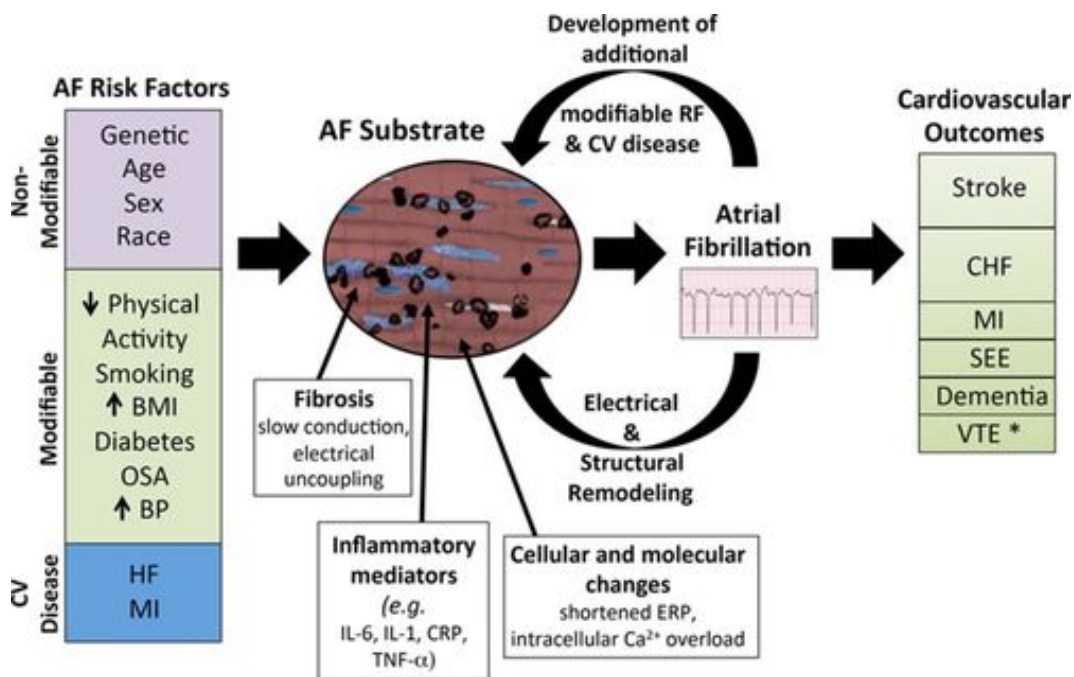 AF Risk Factors
Non-
Modifiable
Genetic
Age
Sex
Race
Modifiable
↓ Physical
Activity
Smoking
↑ BMI
Diabetes
OSA
↑ BP
CV
Disease
HF
MI
AF Substrate
Fibrosis
slow conduction,
electrical
uncoupling
Inflammatory
mediators
(e.g.
IL-6, IL-1, CRP,
TNF-α)
Cellular and molecular
changes
shortened ERP,
intracellular Ca²⁺ overload
Development of
additional
modifiable RF
& CV disease
Atrial
Fibrillation
Electrical
&
Structural
Remodeling
Cardiovascular
Outcomes
Stroke
CHF
MI
SEE
Dementia
VTE *